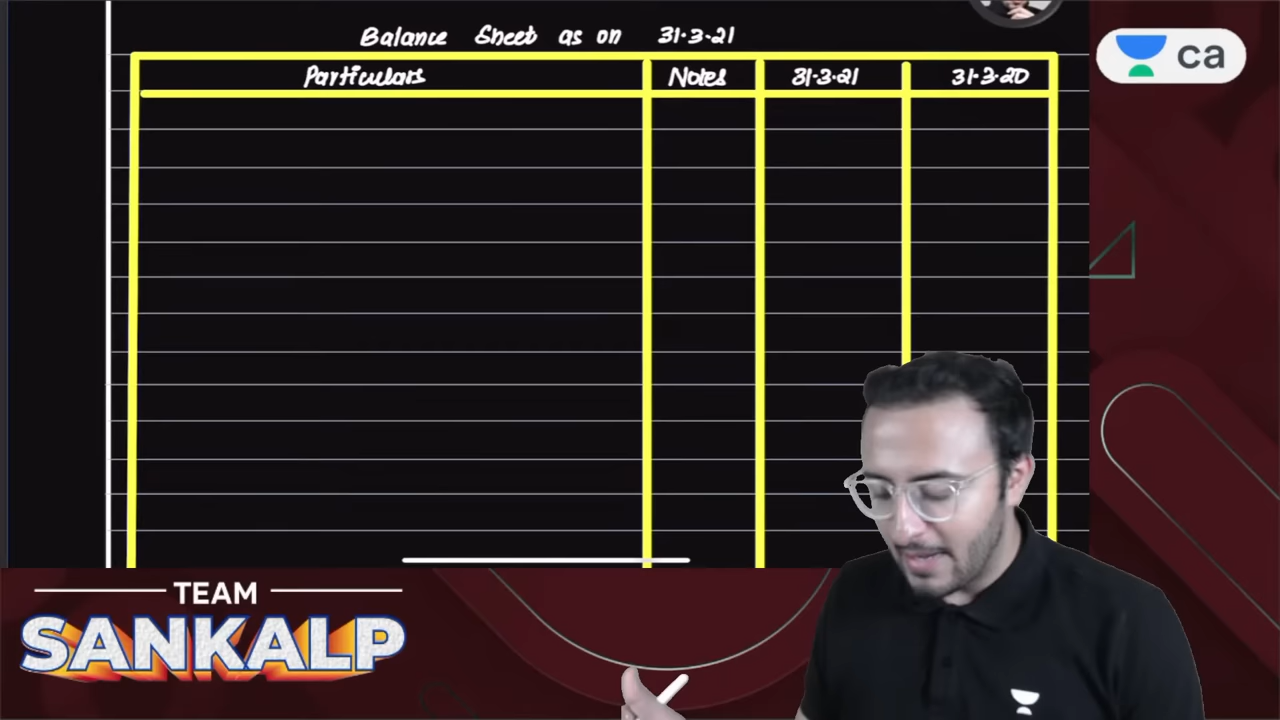 Balance Sheet as on 31·3·21
Particulars Notes 31·3·21 31·3·20
ca
TEAM
SANKALP